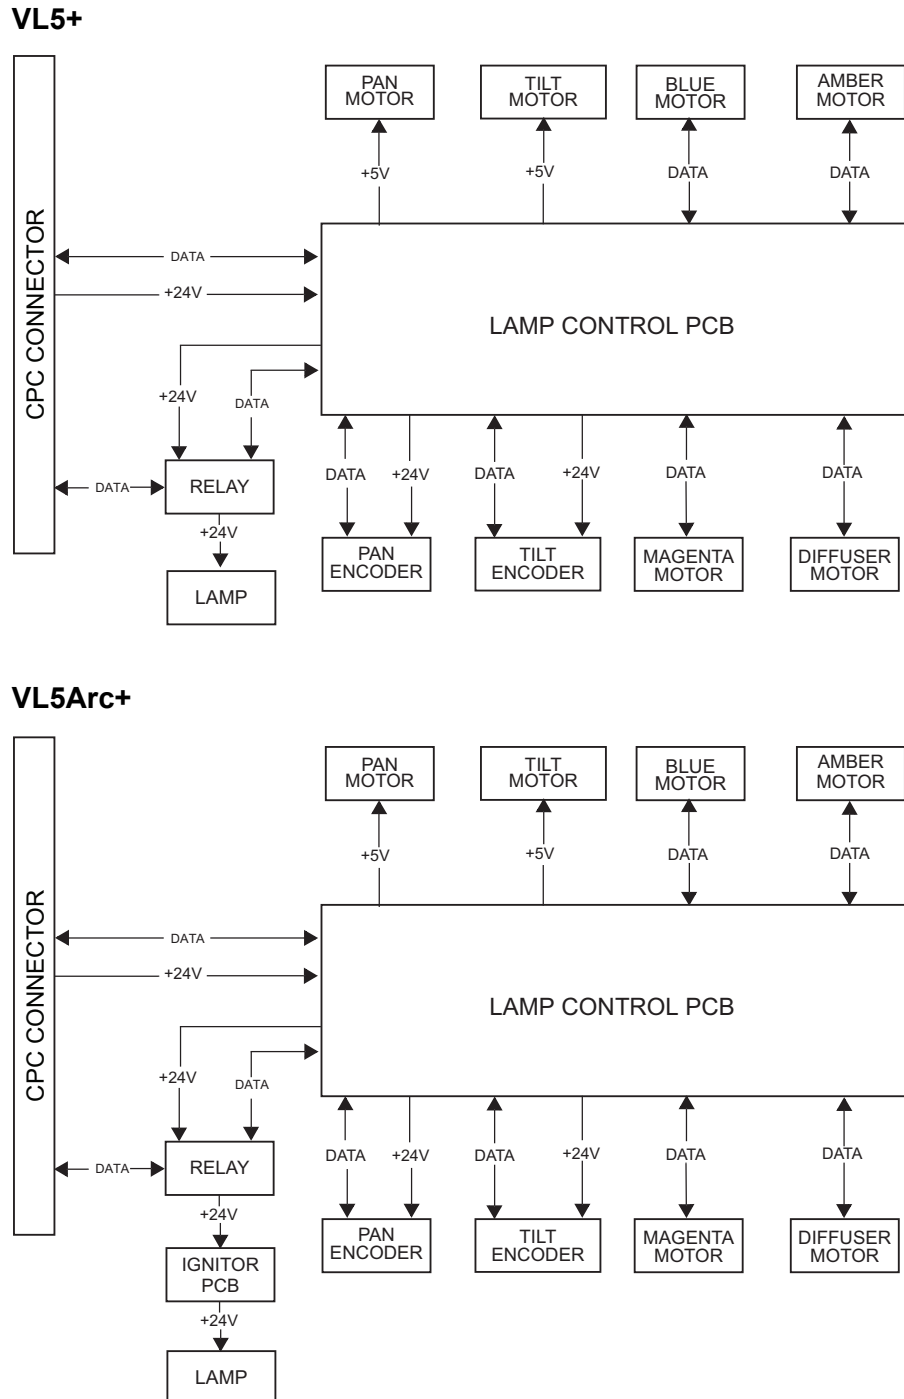 VL5+
PAN
MOTOR
TILT
MOTOR
BLUE
MOTOR
AMBER
MOTOR
+5V
+5V
DATA
DATA
CPC CONNECTOR
DATA
+24V
LAMP CONTROL PCB
+24V
DATA
DATA
RELAY
+24V
LAMP
DATA
+24V
DATA
+24V
DATA
DATA
PAN
ENCODER
TILT
ENCODER
MAGENTA
MOTOR
DIFFUSER
MOTOR
VL5Arc+
PAN
MOTOR
TILT
MOTOR
BLUE
MOTOR
AMBER
MOTOR
+5V
+5V
DATA
DATA
CPC CONNECTOR
DATA
+24V
LAMP CONTROL PCB
+24V
DATA
DATA
RELAY
+24V
IGNITOR
PCB
+24V
LAMP
DATA
+24V
DATA
+24V
DATA
DATA
PAN
ENCODER
TILT
ENCODER
MAGENTA
MOTOR
DIFFUSER
MOTOR